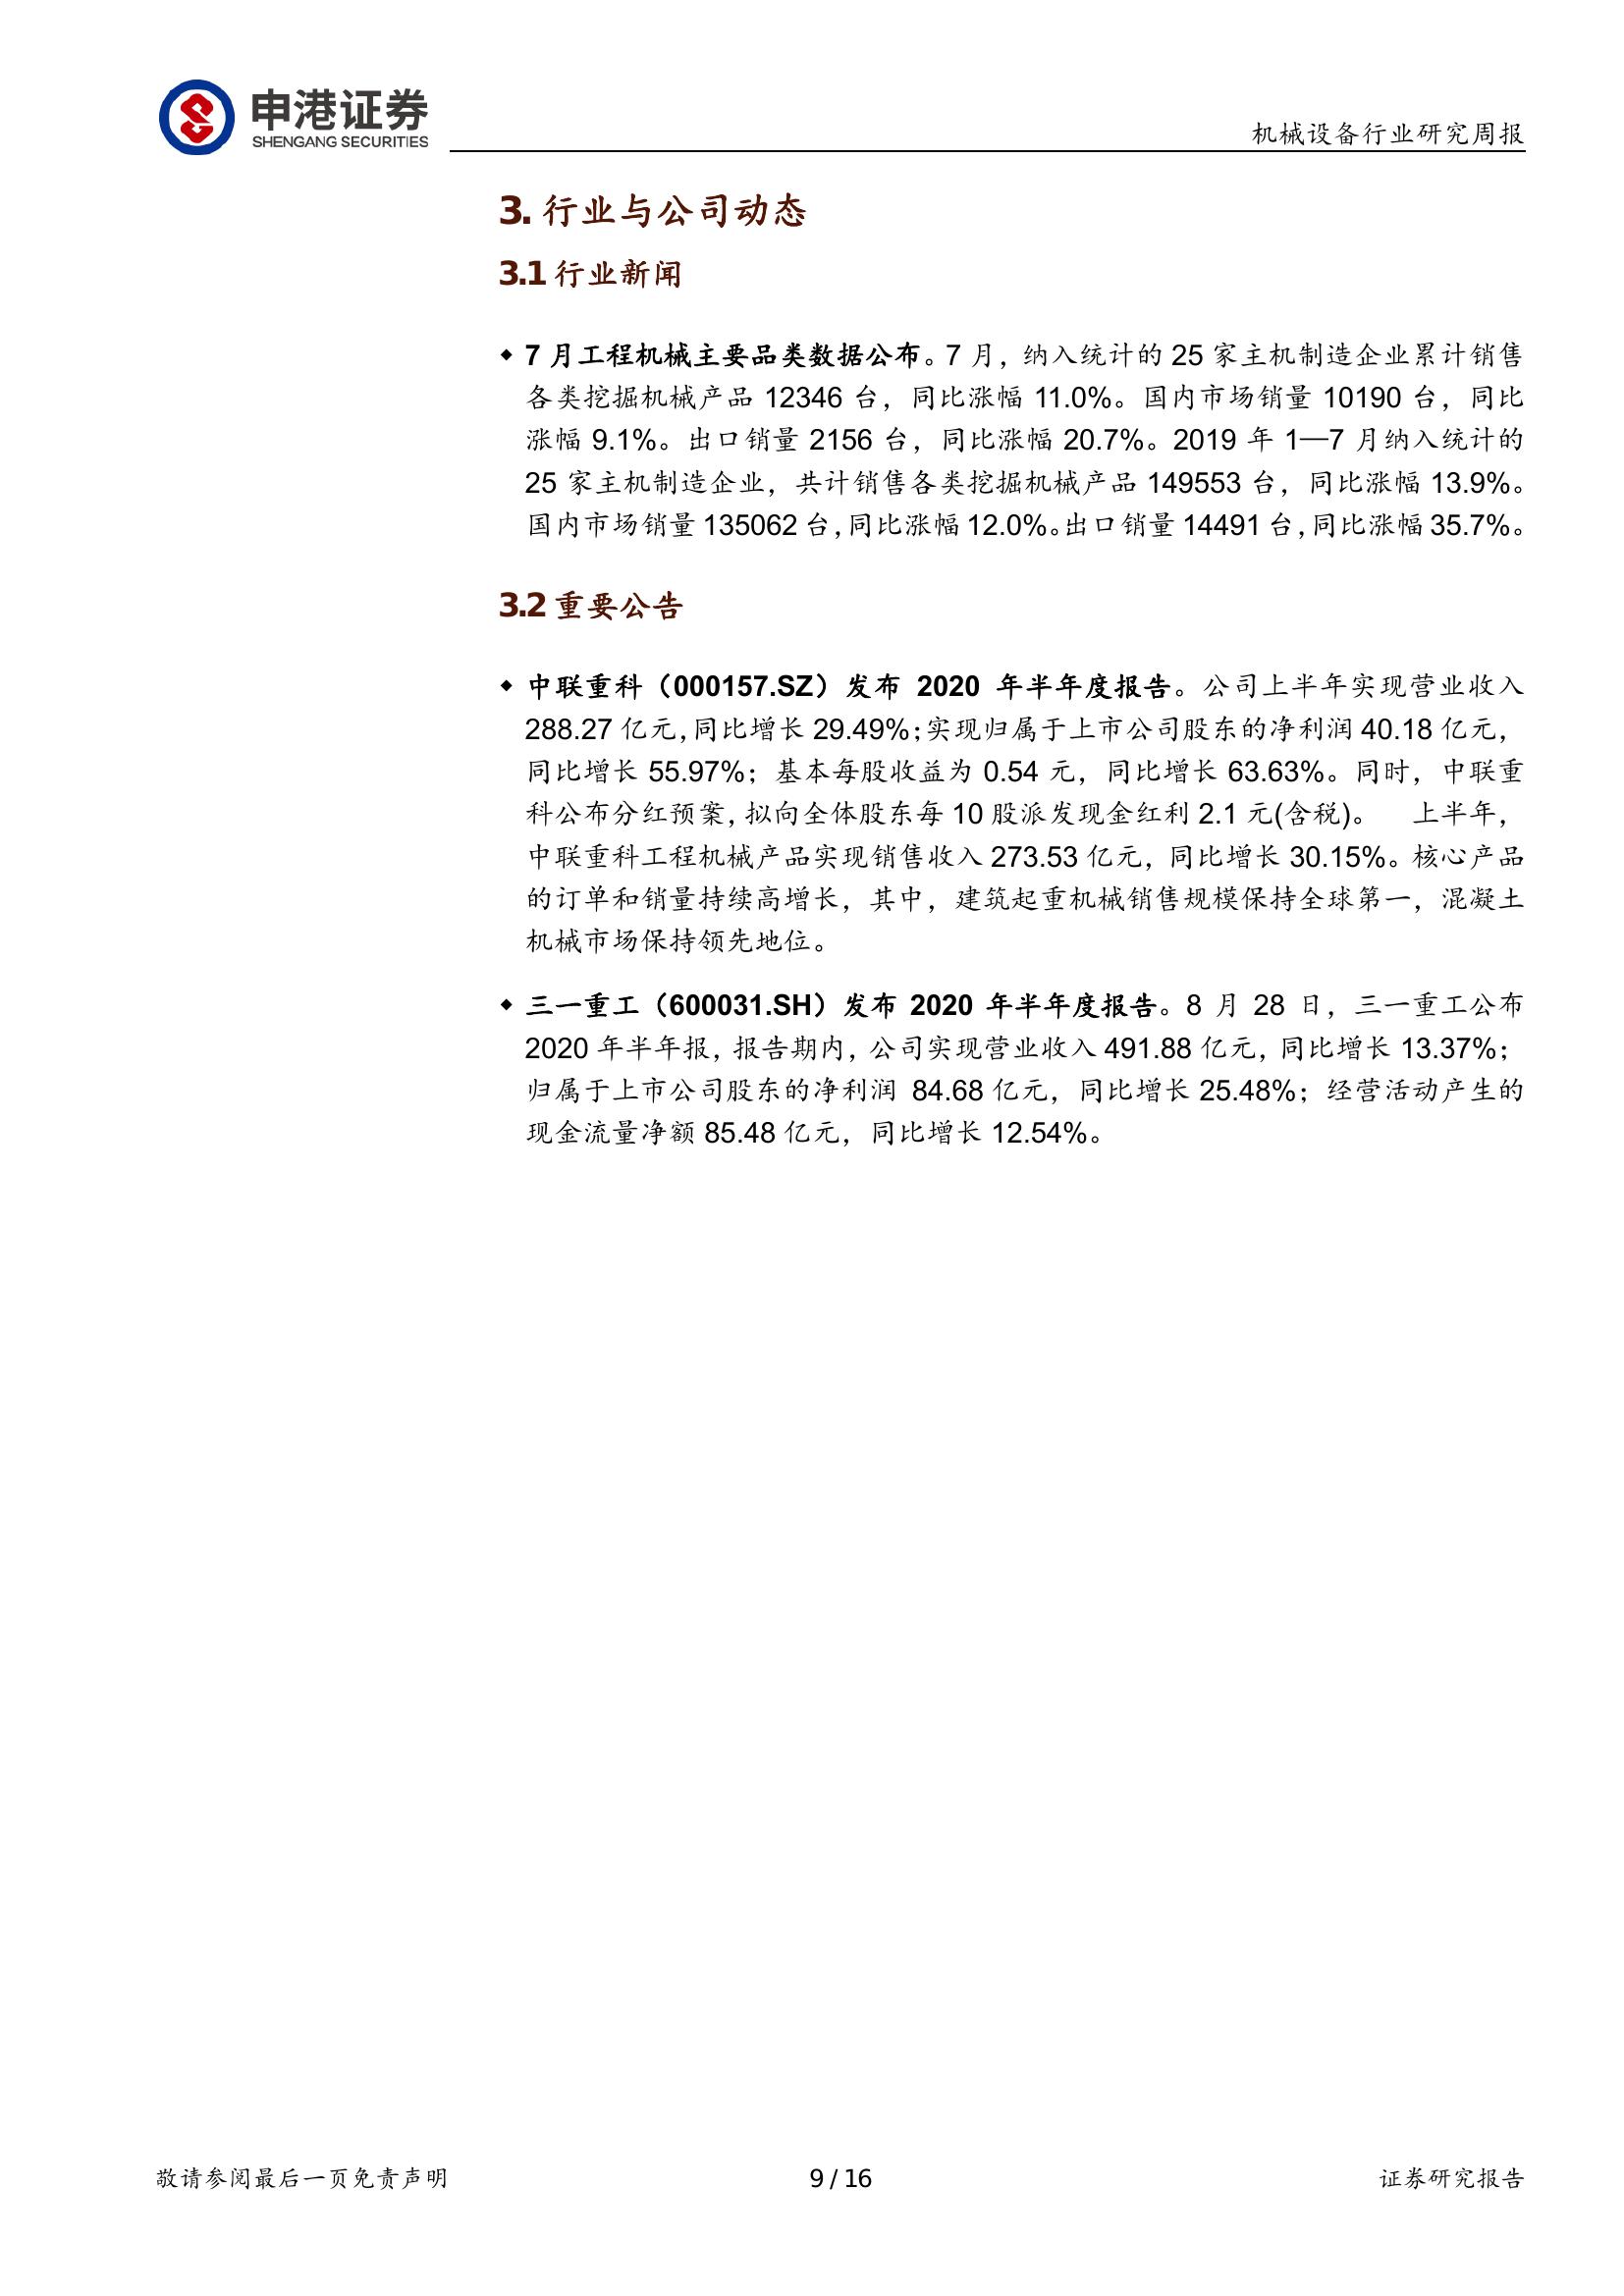 申港证券
SHENGANG SECURITIES
机械设备行业研究周报
3. 行业与公司动态
3.1 行业新闻
◆ 7 月工程机械主要品类数据公布。7 月，纳入统计的 25 家主机制造企业累计销售
各类挖掘机械产品 12346 台，同比涨幅 11.0%。国内市场销量 10190 台，同比
涨幅 9.1%。出口销量 2156 台，同比涨幅 20.7%。2019 年 1—7 月纳入统计的
25 家主机制造企业，共计销售各类挖掘机械产品 149553 台，同比涨幅 13.9%。
国内市场销量 135062 台，同比涨幅 12.0%。出口销量 14491 台，同比涨幅 35.7%。
3.2 重要公告
◆ 中联重科（000157.SZ）发布 2020 年半年度报告。公司上半年实现营业收入
288.27 亿元，同比增长 29.49%；实现归属于上市公司股东的净利润 40.18 亿元，
同比增长 55.97%；基本每股收益为 0.54 元，同比增长 63.63%。同时，中联重
科公布分红预案，拟向全体股东每 10 股派发现金红利 2.1 元(含税)。 上半年，
中联重科工程机械产品实现销售收入 273.53 亿元，同比增长 30.15%。核心产品
的订单和销量持续高增长，其中，建筑起重机械销售规模保持全球第一，混凝土
机械市场保持领先地位。
◆ 三一重工（600031.SH）发布 2020 年半年度报告。8 月 28 日，三一重工公布
2020 年半年报，报告期内，公司实现营业收入 491.88 亿元，同比增长 13.37%；
归属于上市公司股东的净利润 84.68 亿元，同比增长 25.48%；经营活动产生的
现金流量净额 85.48 亿元，同比增长 12.54%。
敬请参阅最后一页免责声明
9 / 16
证券研究报告